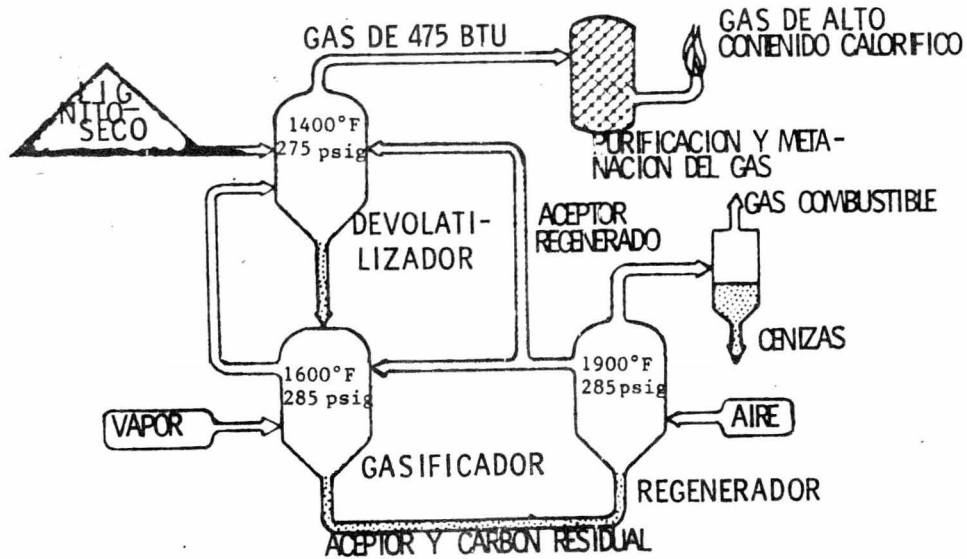 GAS DE 475 BTU
GAS DE ALTO
CONTENIDO CALORIFICO
LIG
NITO-
SECO
1400°F
275 psig
PURIFICACION Y META-
NACION DEL GAS
DEVOLATI-
LIZADOR
ACEPTOR
REGENERADO
GAS COMBUSTIBLE
CENIZAS
1600°F
285 psig
1900°F
285 psig
VAPOR
AIRE
GASIFICADOR
REGENERADOR
ACEPTOR Y CARBON RESIDUAL